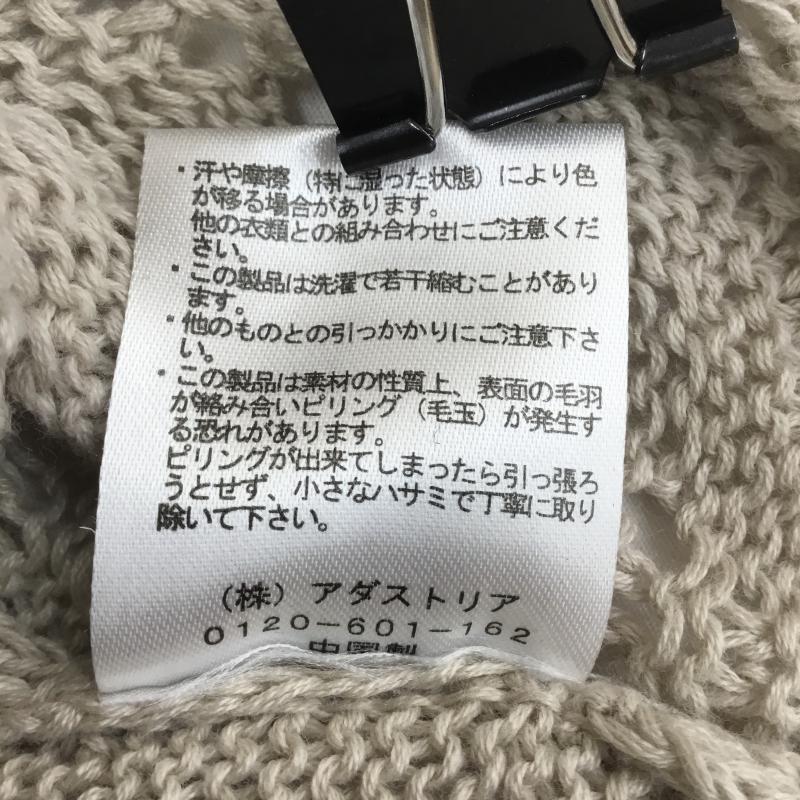 ・汗や摩擦（特に湿った状態）により色
が移る場合があります。
他の衣類との組み合わせにご注意くだ
さい。
・この製品は洗濯で若干縮むことがあり
ます。
・他のものとの引っかかりにご注意下さ
い。
・この製品は素材の性質上、表面の毛羽
が絡み合いピリング（毛玉）が発生す
る恐れがあります。
ピリングが出来てしまったら引っ張ろ
うとせず、小さなハサミで丁寧に取り
除いて下さい。
（株）アダストリア
０１２０−６０１−１６２
中国製